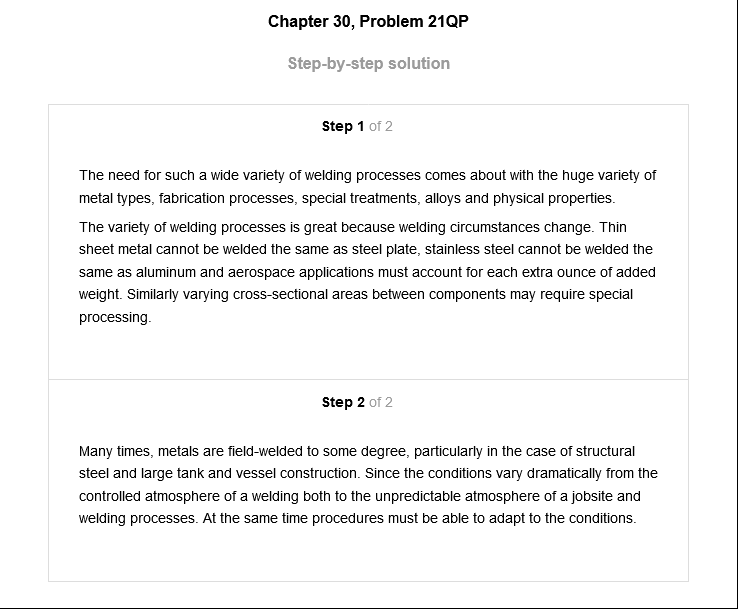 Chapter 30, Problem 21QP
Step-by-step solution
Step 1 of 2
The need for such a wide variety of welding processes comes about with the huge variety of
metal types, fabrication processes, special treatments, alloys and physical properties.
The variety of welding processes is great because welding circumstances change. Thin
sheet metal cannot be welded the same as steel plate, stainless steel cannot be welded the
same as aluminum and aerospace applications must account for each extra ounce of added
weight. Similarly varying cross-sectional areas between components may require special
processing.
Step 2 of 2
Many times, metals are field-welded to some degree, particularly in the case of structural
steel and large tank and vessel construction. Since the conditions vary dramatically from the
controlled atmosphere of a welding both to the unpredictable atmosphere of a jobsite and
welding processes. At the same time procedures must be able to adapt to the conditions.